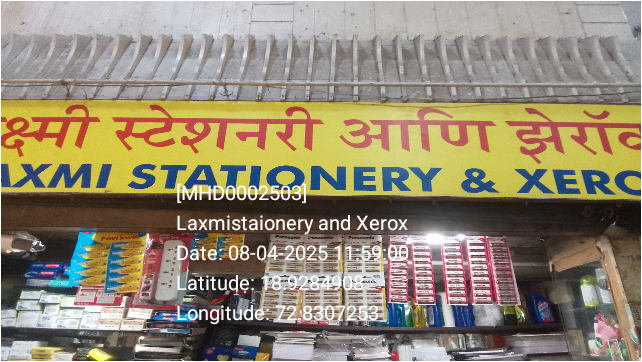 क्ष्मी स्टेशनरी आणि झेरॉक
AXMI STATIONERY & XERO
[MHD0002503]
Laxmistaionery and Xerox
Date: 08-04-2025 11:59:00
Latitude: 18.9284908
Longitude: 72.8307253